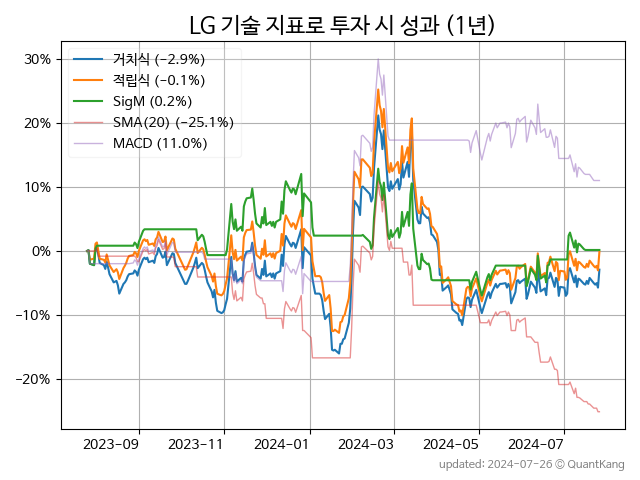 LG 기술 지표로 투자 시 성과 (1년)
30%
20%
10%
0%
−10%
−20%
거치식 (−2.9%)
적립식 (−0.1%)
SigM (0.2%)
SMA(20) (−25.1%)
MACD (11.0%)
2023-09 2023-11 2024-01 2024-03 2024-05 2024-07
updated: 2024-07-26 © QuantKang